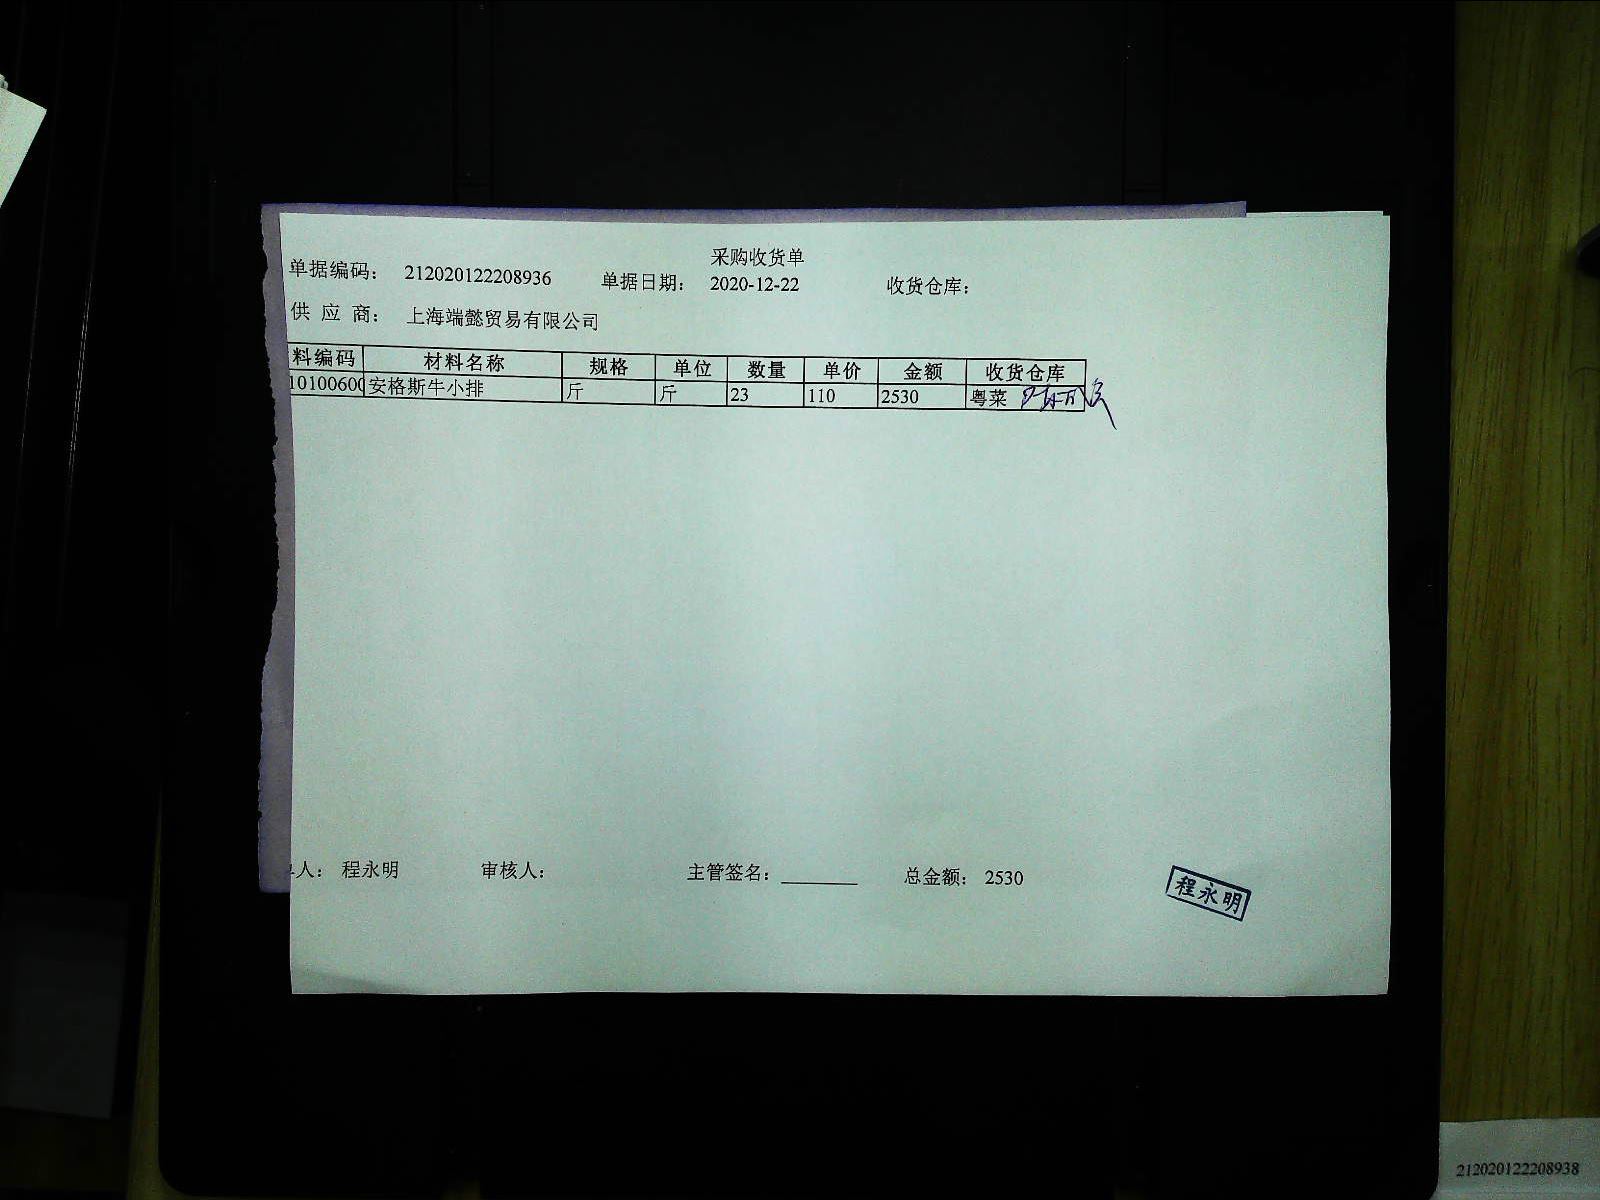 采购收货单
单据编码： 212020122208936 单据日期： 2020-12-22 收货仓库：
供 应 商： 上海端懿贸易有限公司
料编码 材料名称 规格 单位 数量 单价 金额 收货仓库
10100600 安格斯牛小排 斤 斤 23 110 2530 粤菜
人： 程永明 审核人： 主管签名：________ 总金额： 2530
程永明
212020122208938